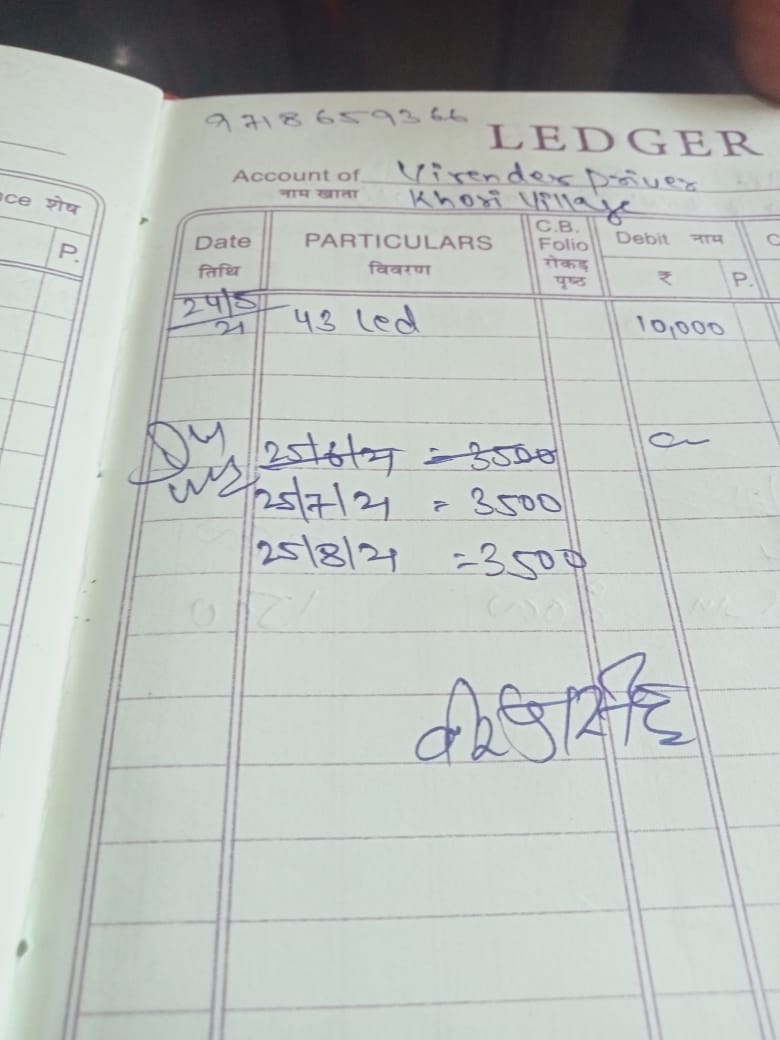 9718659366
LEDGER
Account of Virender Driver
नाम खाता Khori Village
ce शेष
P.
Date PARTICULARS C.B. Folio Debit नाम C
तिथि विवरण रोकड़ पृष्ठ ₹ P.
24/5/21 43 Led 10,000
25/6/21 = 3500
25/7/21 = 3500
25/8/21 = 3500